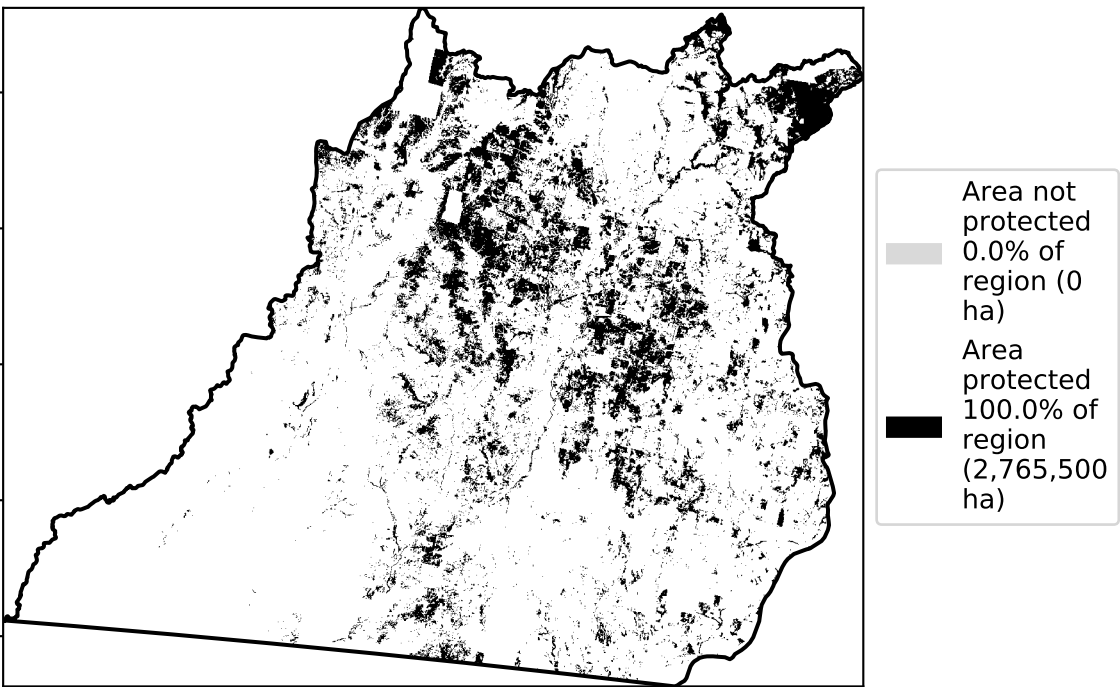 Area not
protected
0.0% of
region (0
ha)
Area
protected
100.0% of
region
(2,765,500
ha)